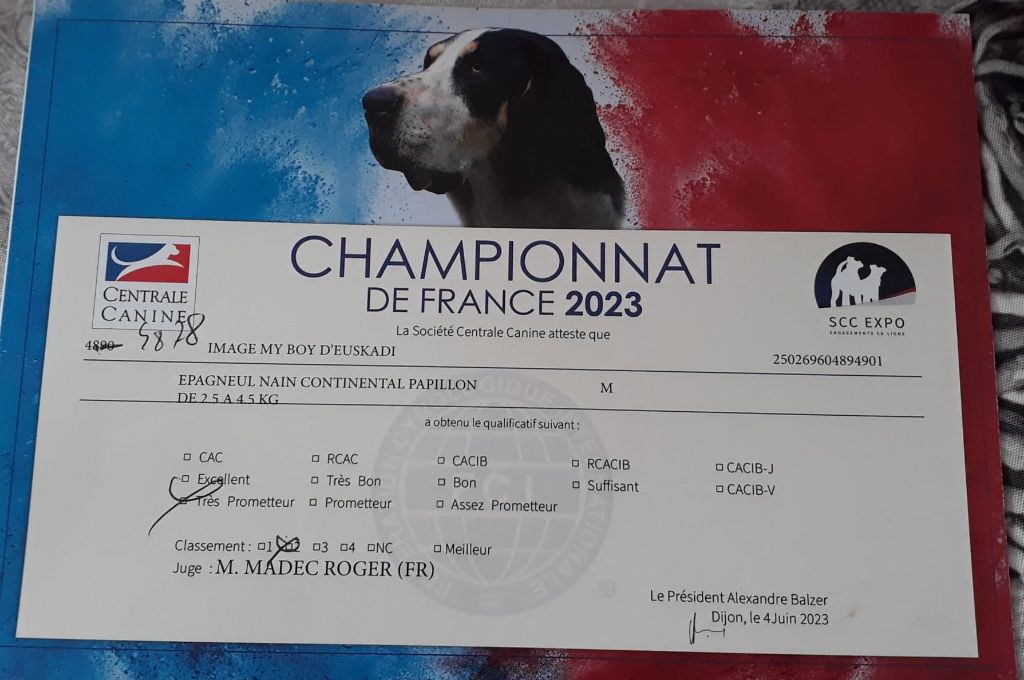 CENTRALE
CANINE
CHAMPIONNAT
DE FRANCE 2023
SCC EXPO
ENGAGEMENTS EN LIGNE
La Société Centrale Canine atteste que
4890 5878
IMAGE MY BOY D'EUSKADI
250269604894901
EPAGNEUL NAIN CONTINENTAL PAPILLON
M
DE 2.5 A 4.5 KG
a obtenu le qualificatif suivant :
□ CAC □ RCAC □ CACIB □ RCACIB □ CACIB-J
□ Excellent □ Très Bon □ Bon □ Suffisant □ CACIB-V
□ Très Prometteur □ Prometteur □ Assez Prometteur
Classement : □1 □2 □3 □4 □NC □ Meilleur
Juge : M. MADEC ROGER (FR)
Le Président Alexandre Balzer
Dijon, le 4 Juin 2023